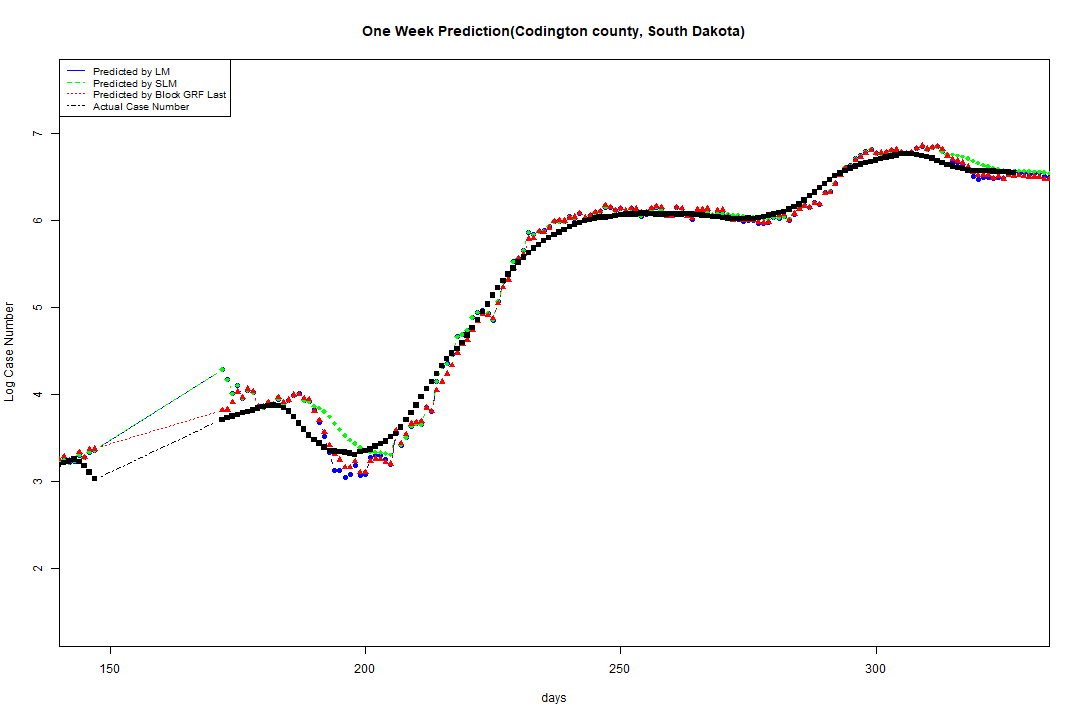 One Week Prediction(Codington county, South Dakota)
Predicted by LM
Predicted by SLM
Predicted by Block GRF Last
Actual Case Number
7
6
5
4
3
2
Log Case Number
150 200 250 300
days